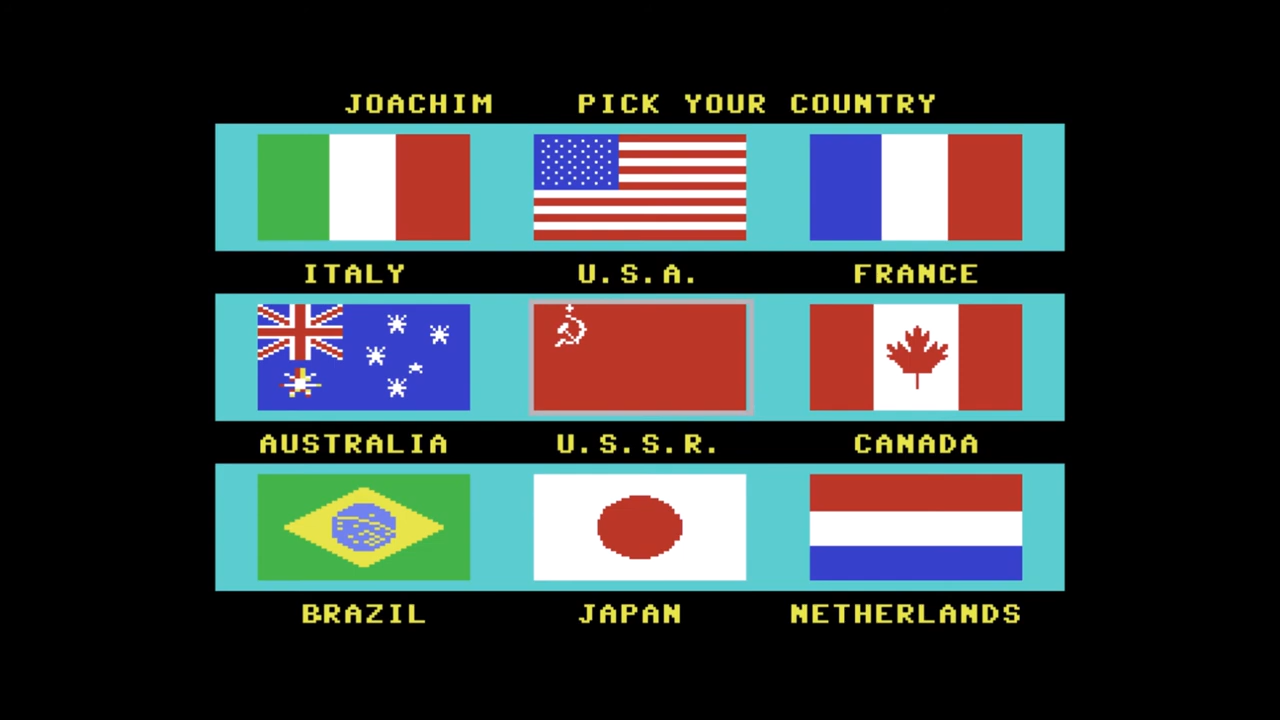 JOACHIM    PICK YOUR COUNTRY
ITALY U.S.A. FRANCE
AUSTRALIA U.S.S.R. CANADA
BRAZIL JAPAN NETHERLANDS